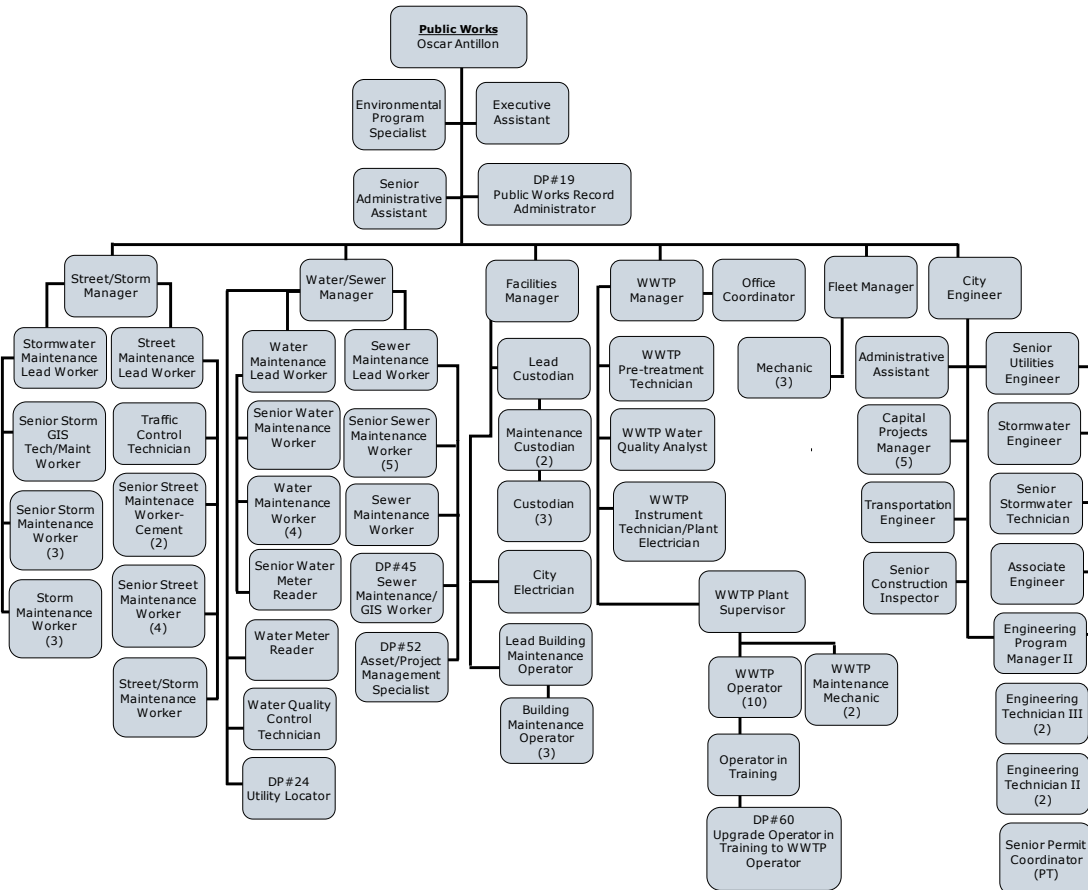 Public Works
Oscar Antillon
Environmental
Program
Specialist
Executive
Assistant
Senior
Administrative
Assistant
DP#19
Public Works Record
Administrator
Street/Storm
Manager
Water/Sewer
Manager
Facilities
Manager
WWTP
Manager
Office
Coordinator
Fleet Manager
City
Engineer
Stormwater
Maintenance
Lead Worker
Street
Maintenance
Lead Worker
Senior Storm
GIS
Tech/Maint
Worker
Traffic
Control
Technician
Senior Storm
Maintenance
Worker
(3)
Senior Street
Maintenace
Worker-
Cement
(2)
Storm
Maintenance
Worker
(3)
Senior Street
Maintenance
Worker
(4)
Street/Storm
Maintenance
Worker
Water
Maintenance
Lead Worker
Sewer
Maintenance
Lead Worker
Senior Water
Maintenance
Worker
Senior Sewer
Maintenance
Worker
(5)
Water
Maintenance
Worker
(4)
Sewer
Maintenance
Worker
Senior Water
Meter
Reader
DP#45
Sewer
Maintenance/
GIS Worker
Water Meter
Reader
DP#52
Asset/Project
Management
Specialist
Water Quality
Control
Technician
DP#24
Utility Locator
Lead
Custodian
Maintenance
Custodian
(2)
Custodian
(3)
City
Electrician
Lead Building
Maintenance
Operator
Building
Maintenance
Operator
(3)
WWTP
Pre-treatment
Technician
WWTP Water
Quality Analyst
WWTP
Instrument
Technician/Plant
Electrician
WWTP Plant
Supervisor
WWTP
Operator
(10)
WWTP
Maintenance
Mechanic
(2)
Operator in
Training
DP#60
Upgrade Operator in
Training to WWTP
Operator
Mechanic
(3)
Administrative
Assistant
Senior
Utilities
Engineer
Capital
Projects
Manager
(5)
Stormwater
Engineer
Transportation
Engineer
Senior
Stormwater
Technician
Senior
Construction
Inspector
Associate
Engineer
Engineering
Program
Manager II
Engineering
Technician III
(2)
Engineering
Technician II
(2)
Senior Permit
Coordinator
(PT)